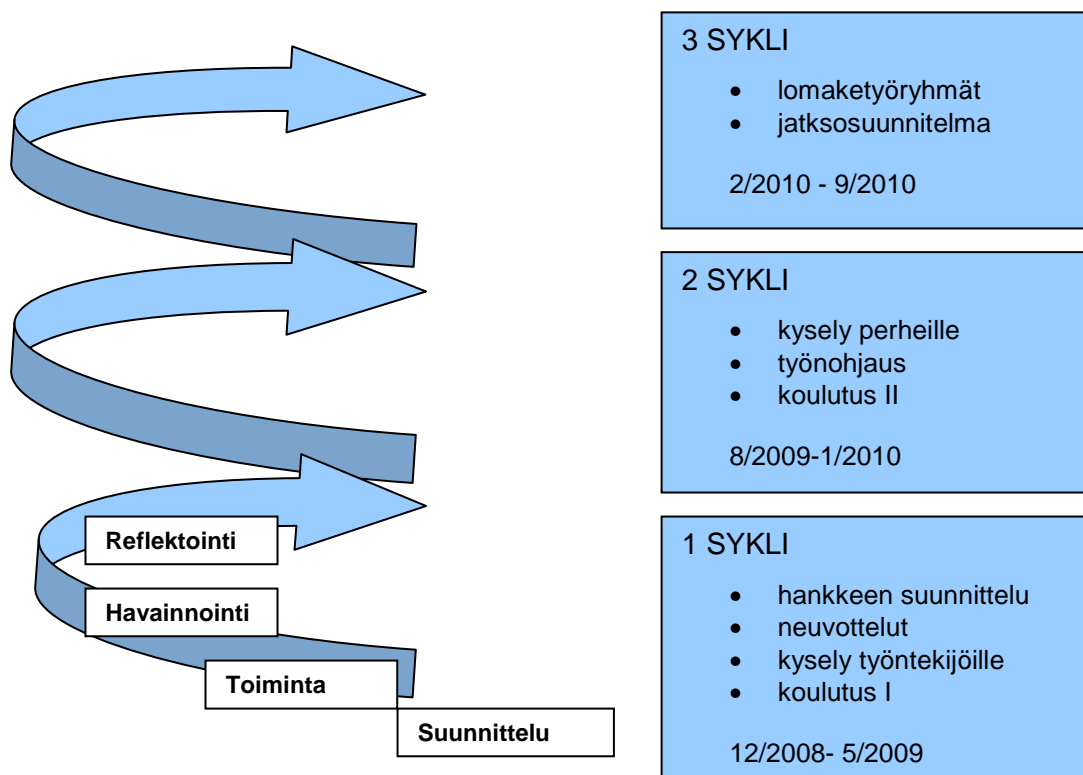 3 SYKLI
• lomaketyöryhmät
• jatksosuunnitelma
2/2010 - 9/2010
2 SYKLI
• kysely perheille
• työnohjaus
• koulutus II
8/2009-1/2010
Reflektointi
Havainnointi
Toiminta
Suunnittelu
1 SYKLI
• hankkeen suunnittelu
• neuvottelut
• kysely työntekijöille
• koulutus I
12/2008- 5/2009